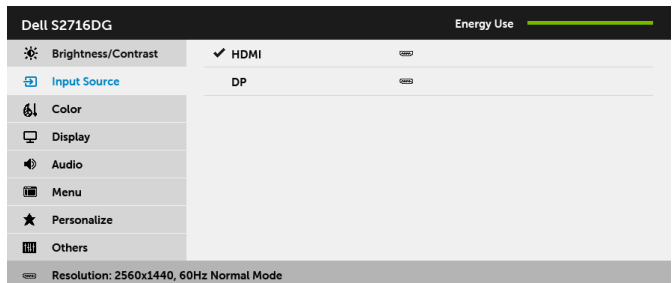 Dell S2716DG
Energy Use
Brightness/Contrast
HDMI
Input Source
DP
Color
Display
Audio
Menu
Personalize
Others
Resolution: 2560x1440, 60Hz Normal Mode